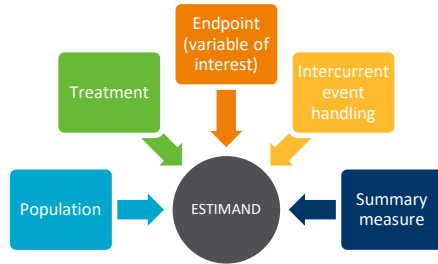 Endpoint
(variable of
interest)
Treatment
Intercurrent
event
handling
Population
ESTIMAND
Summary
measure